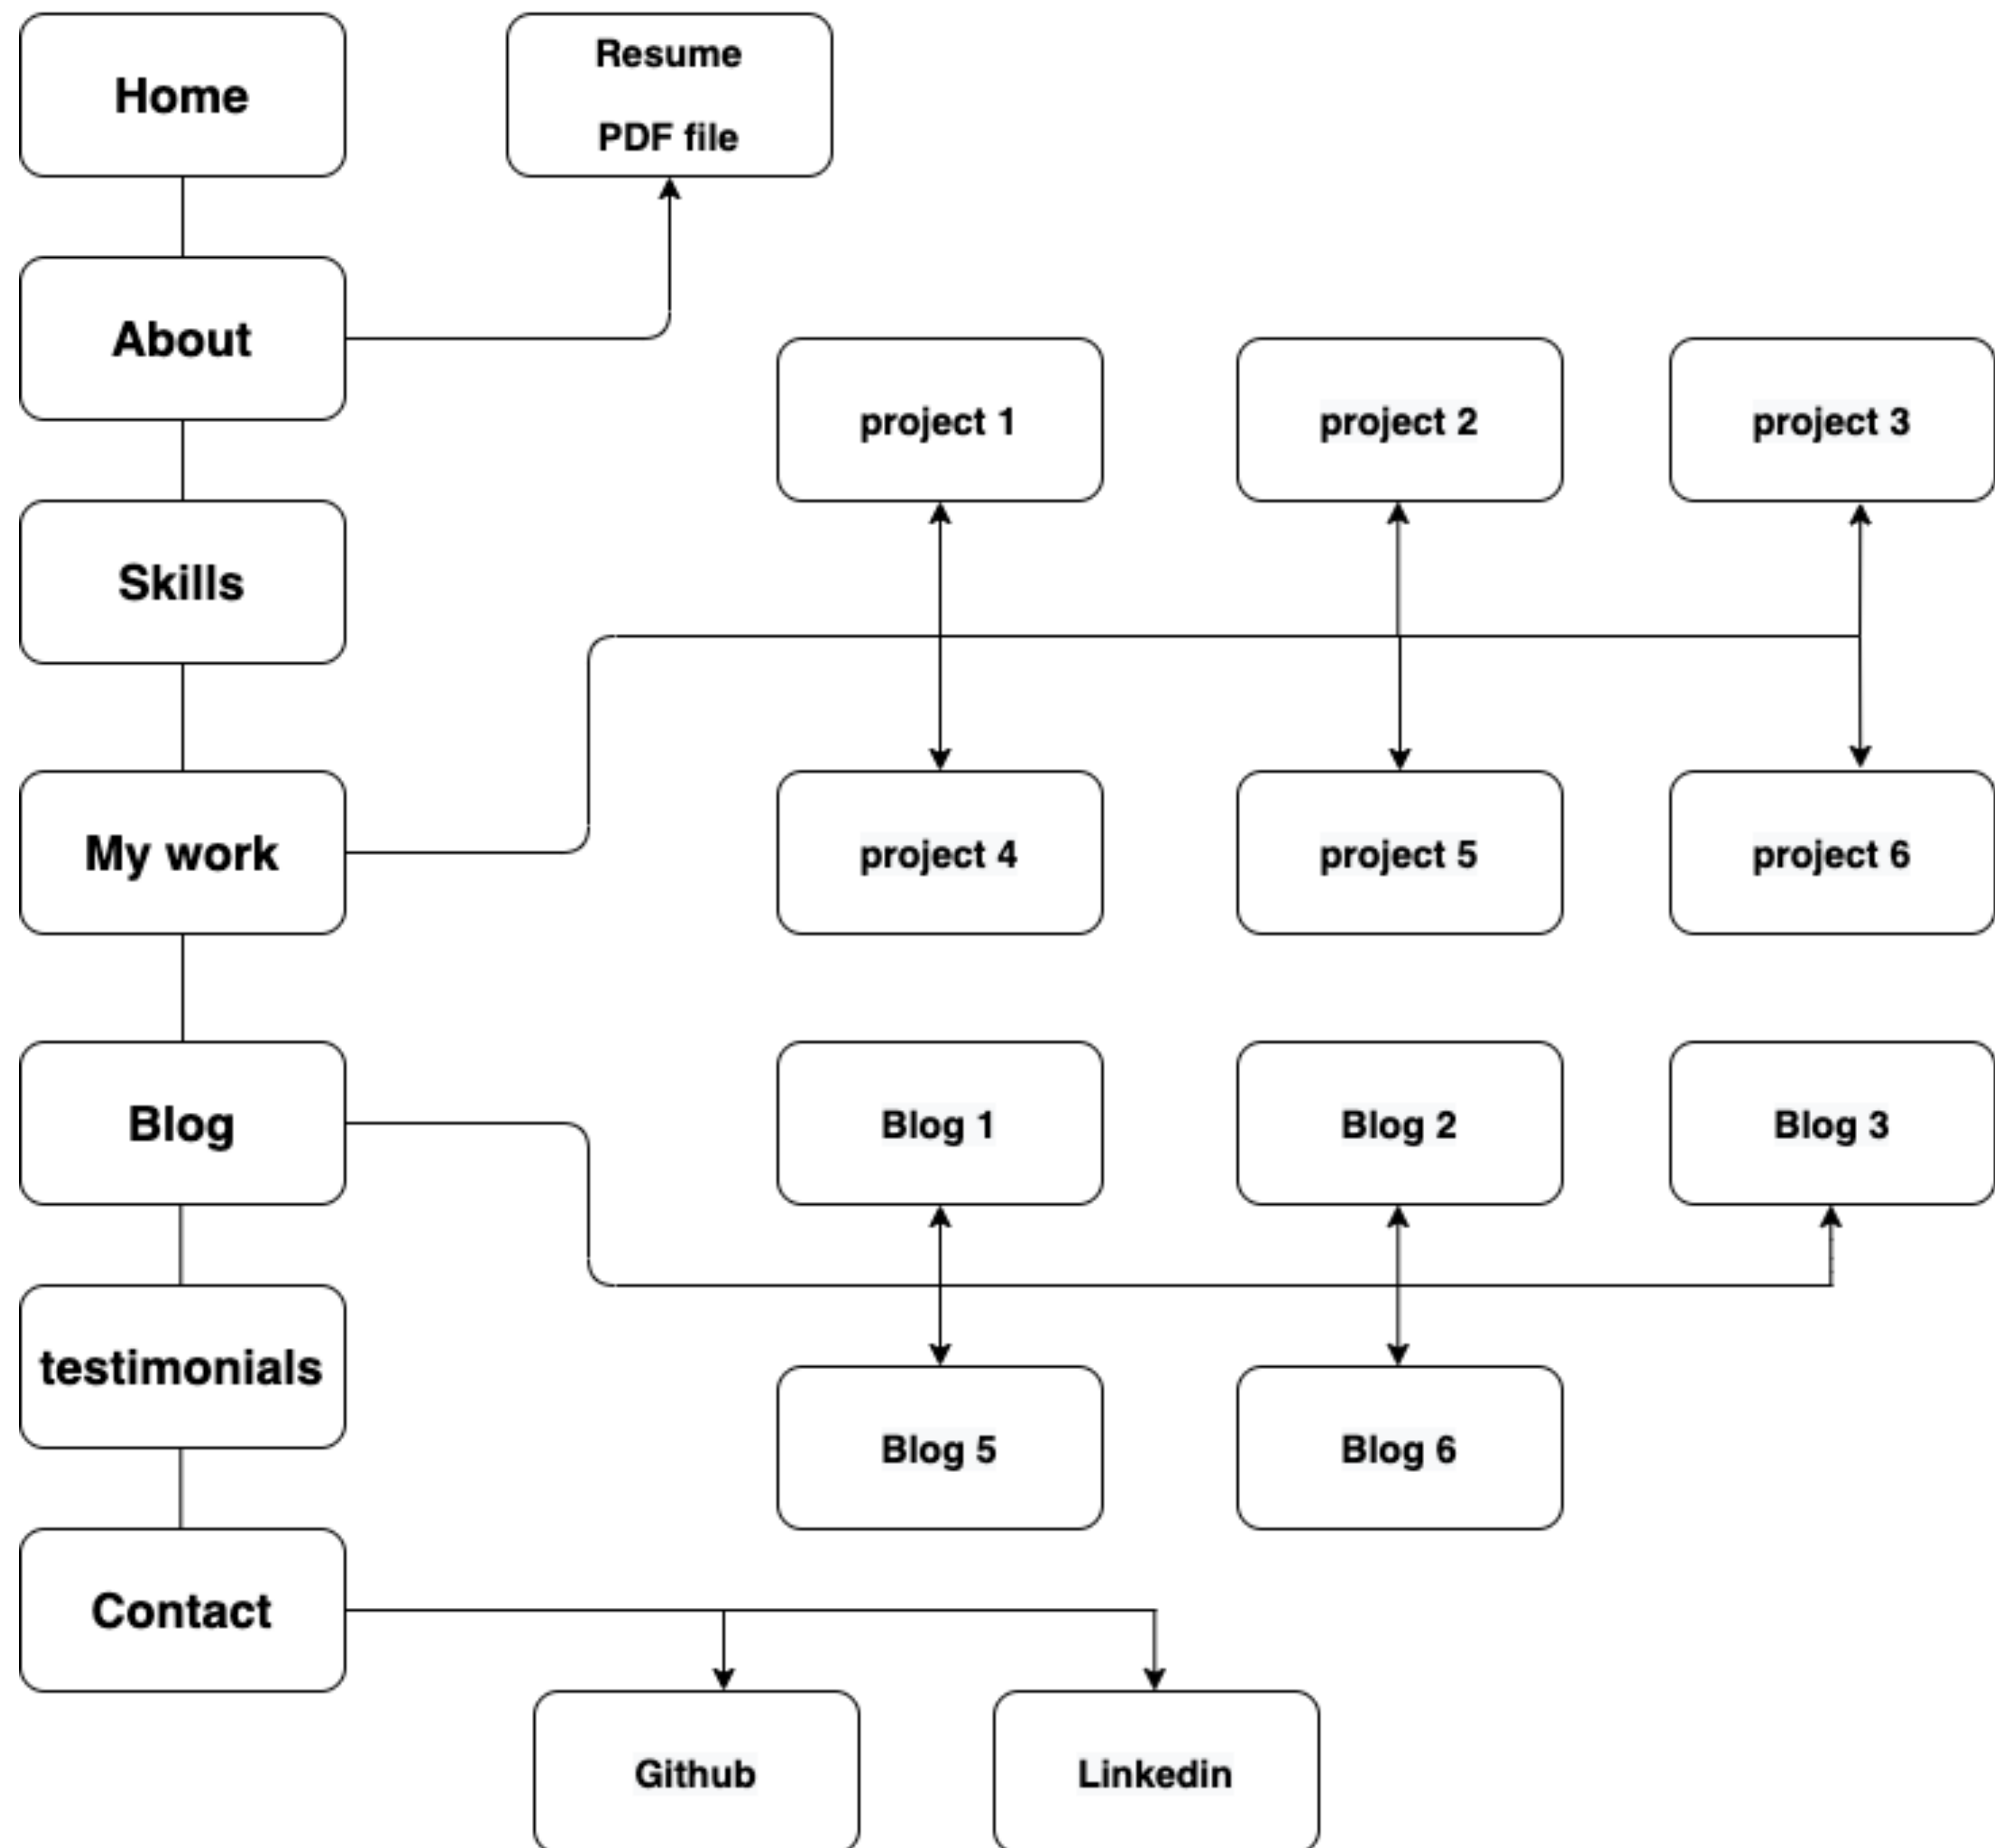 Home
Resume
PDF file
About
project 1
project 2
project 3
Skills
My work
project 4
project 5
project 6
Blog
Blog 1
Blog 2
Blog 3
testimonials
Blog 5
Blog 6
Contact
Github
Linkedin